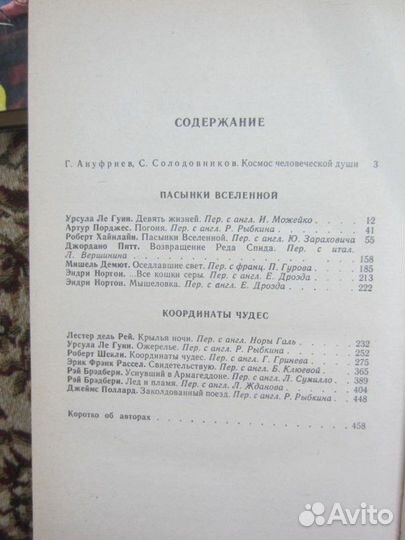 СОДЕРЖАНИЕ
Г. Ануфриев, С. Солодовников. Космос человеческой души 3
ПАСЫНКИ ВСЕЛЕННОЙ
Урсула Ле Гуин. Девять жизней. Пер. с англ. И. Можейко . . . . 12
Артур Порджес. Погоня. Пер. с англ. Р. Рыбкина . . . . . 41
Роберт Хайнлайн. Пасынки Вселенной. Пер. с англ. Ю. Зараховича 55
Джордано Питт. Возвращение Реда Спида. Пер. с итал.
Л. Вершинина . . . . . . . . . . . 158
Мишель Демют. Оседлавшие свет. Пер. с франц. П. Гурова . . . 185
Эндри Нортон. ...Все кошки серы. Пер. с англ. Е. Дрозда . . . 213
Эндри Нортон. Мышеловка. Пер. с англ. Е. Дрозда . . . . 222
КООРДИНАТЫ ЧУДЕС
Лестер дель Рей. Крылья ночи. Пер. с англ. Норы Галь . . . . 232
Урсула Ле Гуин. Ожерелье. Пер. с англ. Р. Рыбкина . . . . 252
Роберт Шекли. Координаты чудес. Пер. с англ. Г. Гринева . . . 275
Эрик Фрэнк Рассел. Свидетельствую. Пер. с англ. Б. Клюевой . . 365
Рэй Брэдбери. Уснувший в Армагеддоне. Пер. с англ. Л. Сумилло . . 389
Рэй Брэдбери. Лед и пламя. Пер. с англ. Л. Жданова . . . . 404
Джеймс Поллард. Заколдованный поезд. Пер. с англ. Р. Рыбкина . . 448
Коротко об авторах . . . . . . . . . . 458
Avito